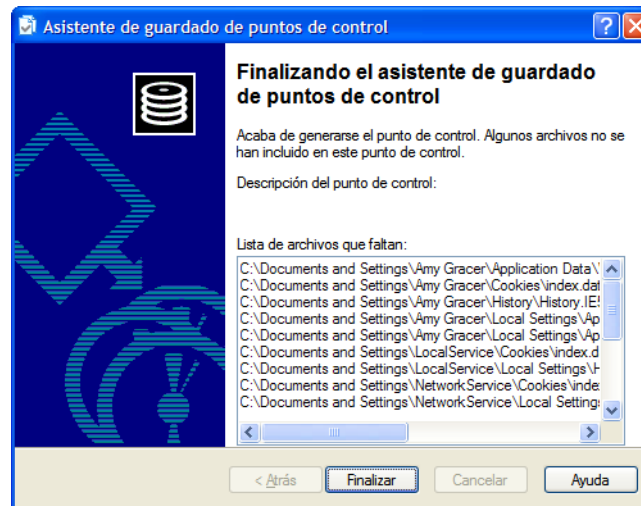 Asistente de guardado de puntos de control
Finalizando el asistente de guardado
de puntos de control
Acaba de generarse el punto de control. Algunos archivos no se
han incluido en este punto de control.
Descripción del punto de control:
Lista de archivos que faltan:
C:\Documents and Settings\Amy Gracer\Application Data\
C:\Documents and Settings\Amy Gracer\Cookies\index.dat
C:\Documents and Settings\Amy Gracer\History\History.IE5
C:\Documents and Settings\Amy Gracer\Local Settings\Ap
C:\Documents and Settings\Amy Gracer\Local Settings\Ap
C:\Documents and Settings\LocalService\Cookies\index.d
C:\Documents and Settings\LocalService\Local Settings\H
C:\Documents and Settings\NetworkService\Cookies\inde
C:\Documents and Settings\NetworkService\Local Setting
< Atrás Finalizar Cancelar Ayuda